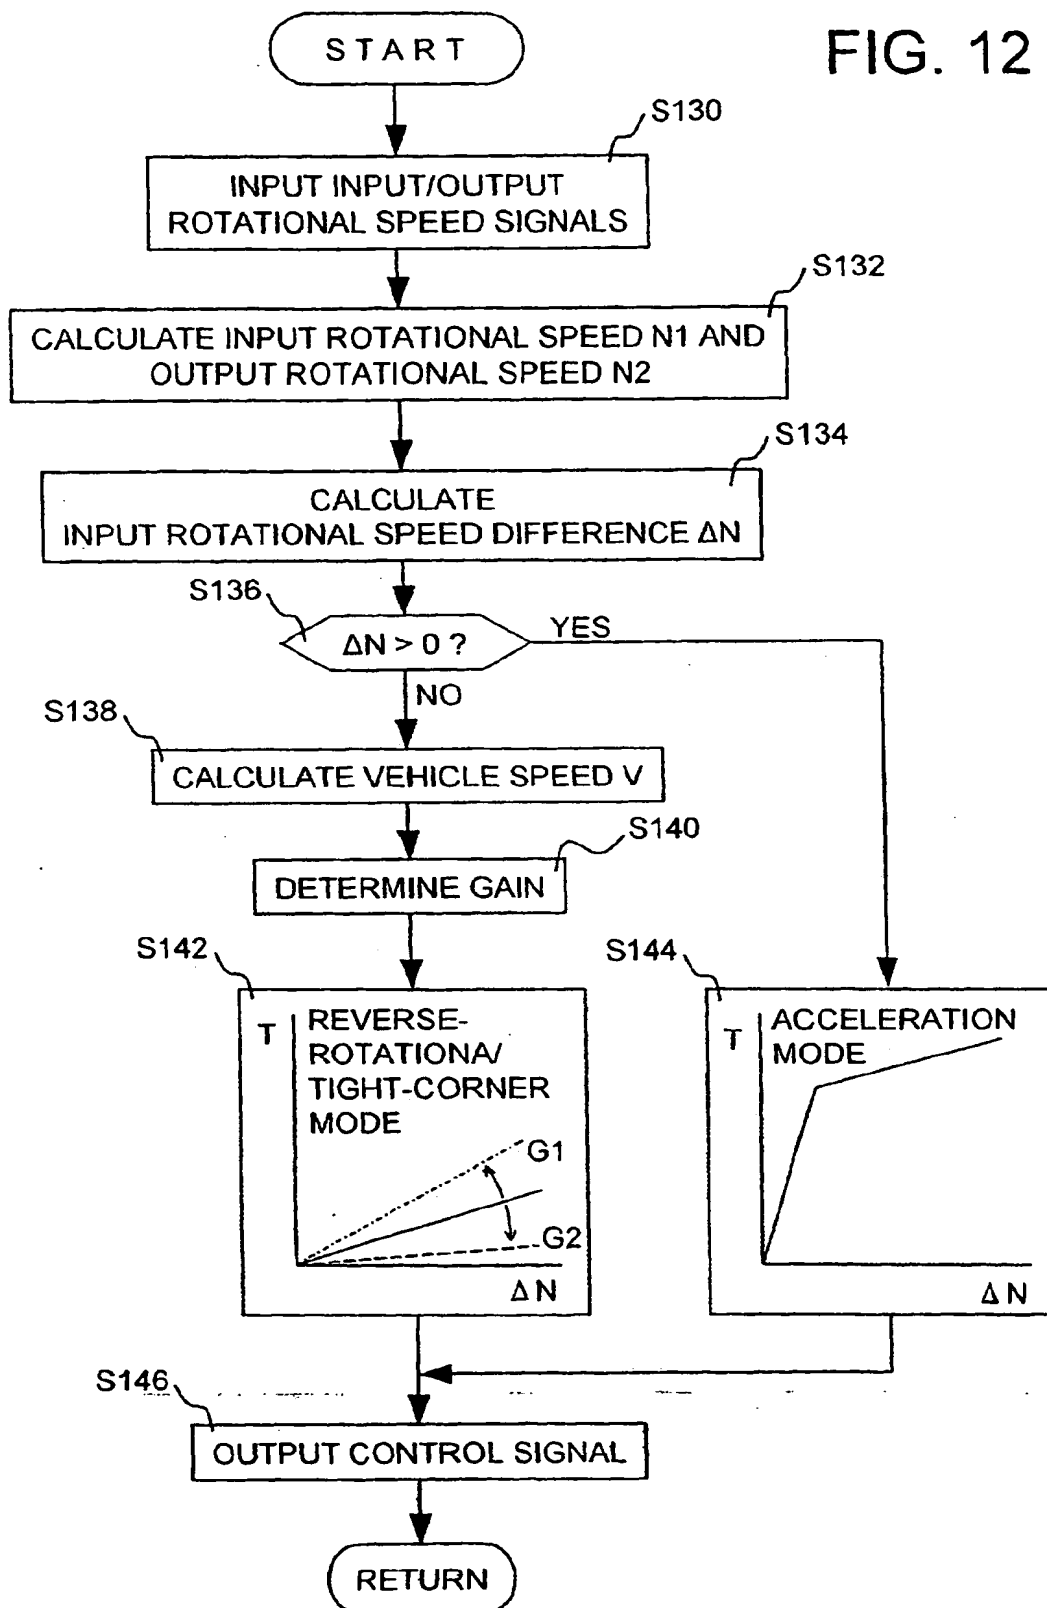 START
FIG. 12
S130
INPUT INPUT/OUTPUT
ROTATIONAL SPEED SIGNALS
S132
CALCULATE INPUT ROTATIONAL SPEED N1 AND
OUTPUT ROTATIONAL SPEED N2
S134
CALCULATE
INPUT ROTATIONAL SPEED DIFFERENCE ΔN
S136
ΔN > 0 ?
YES
NO
S138
CALCULATE VEHICLE SPEED V
S140
DETERMINE GAIN
S142
T
REVERSE-
ROTATIONA/
TIGHT-CORNER
MODE
G1
G2
ΔN
S144
T
ACCELERATION
MODE
ΔN
S146
OUTPUT CONTROL SIGNAL
RETURN